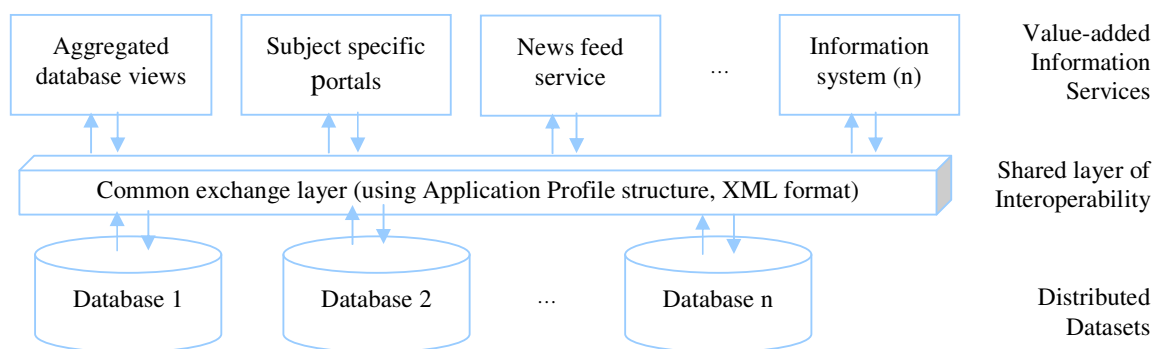 Aggregated
database views
Subject specific
portals
News feed
service
...
Information
system (n)
Value-added
Information
Services
Common exchange layer (using Application Profile structure, XML format)
Shared layer of
Interoperability
Database 1
Database 2
...
Database n
Distributed
Datasets